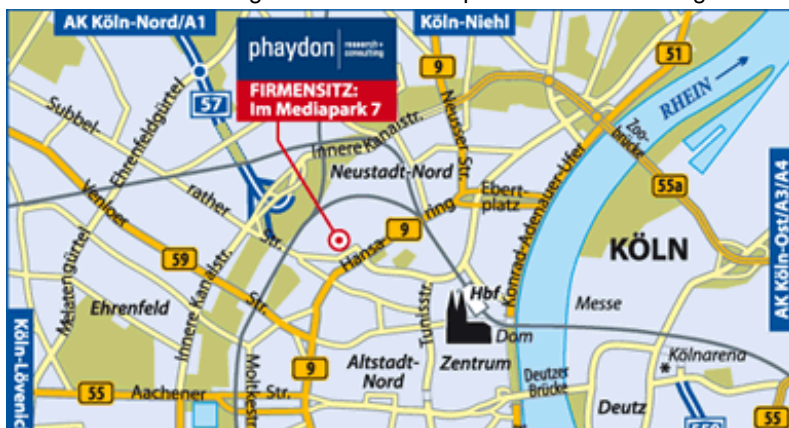 AK Köln-Nord/A1
Köln-Niehl
phaydon research+
consulting
FIRMENSITZ:
Im Mediapark 7
57
9
51
RHEIN
Zoo-
brücke
55a
AK Köln-Ost/A3/A4
Subbel-
rather
Str.
Ehrenfeldgürtel
Innere Kanalstr.
Neusser Str.
Neustadt-Nord
Ebert-
platz
Konrad-Adenauer-Ufer
Venloer
Str.
59
Hansa-
ring
9
KÖLN
Melatengürtel
Ehrenfeld
Innere Kanalstr.
Tunisstr.
Hbf
Dom
Messe
Köln-Lövenic
Altstadt-
Nord
Zentrum
Kölnarena
9
55
Aachener
Str.
Moltkestr
Deutzer
Brücke
Deutz
55